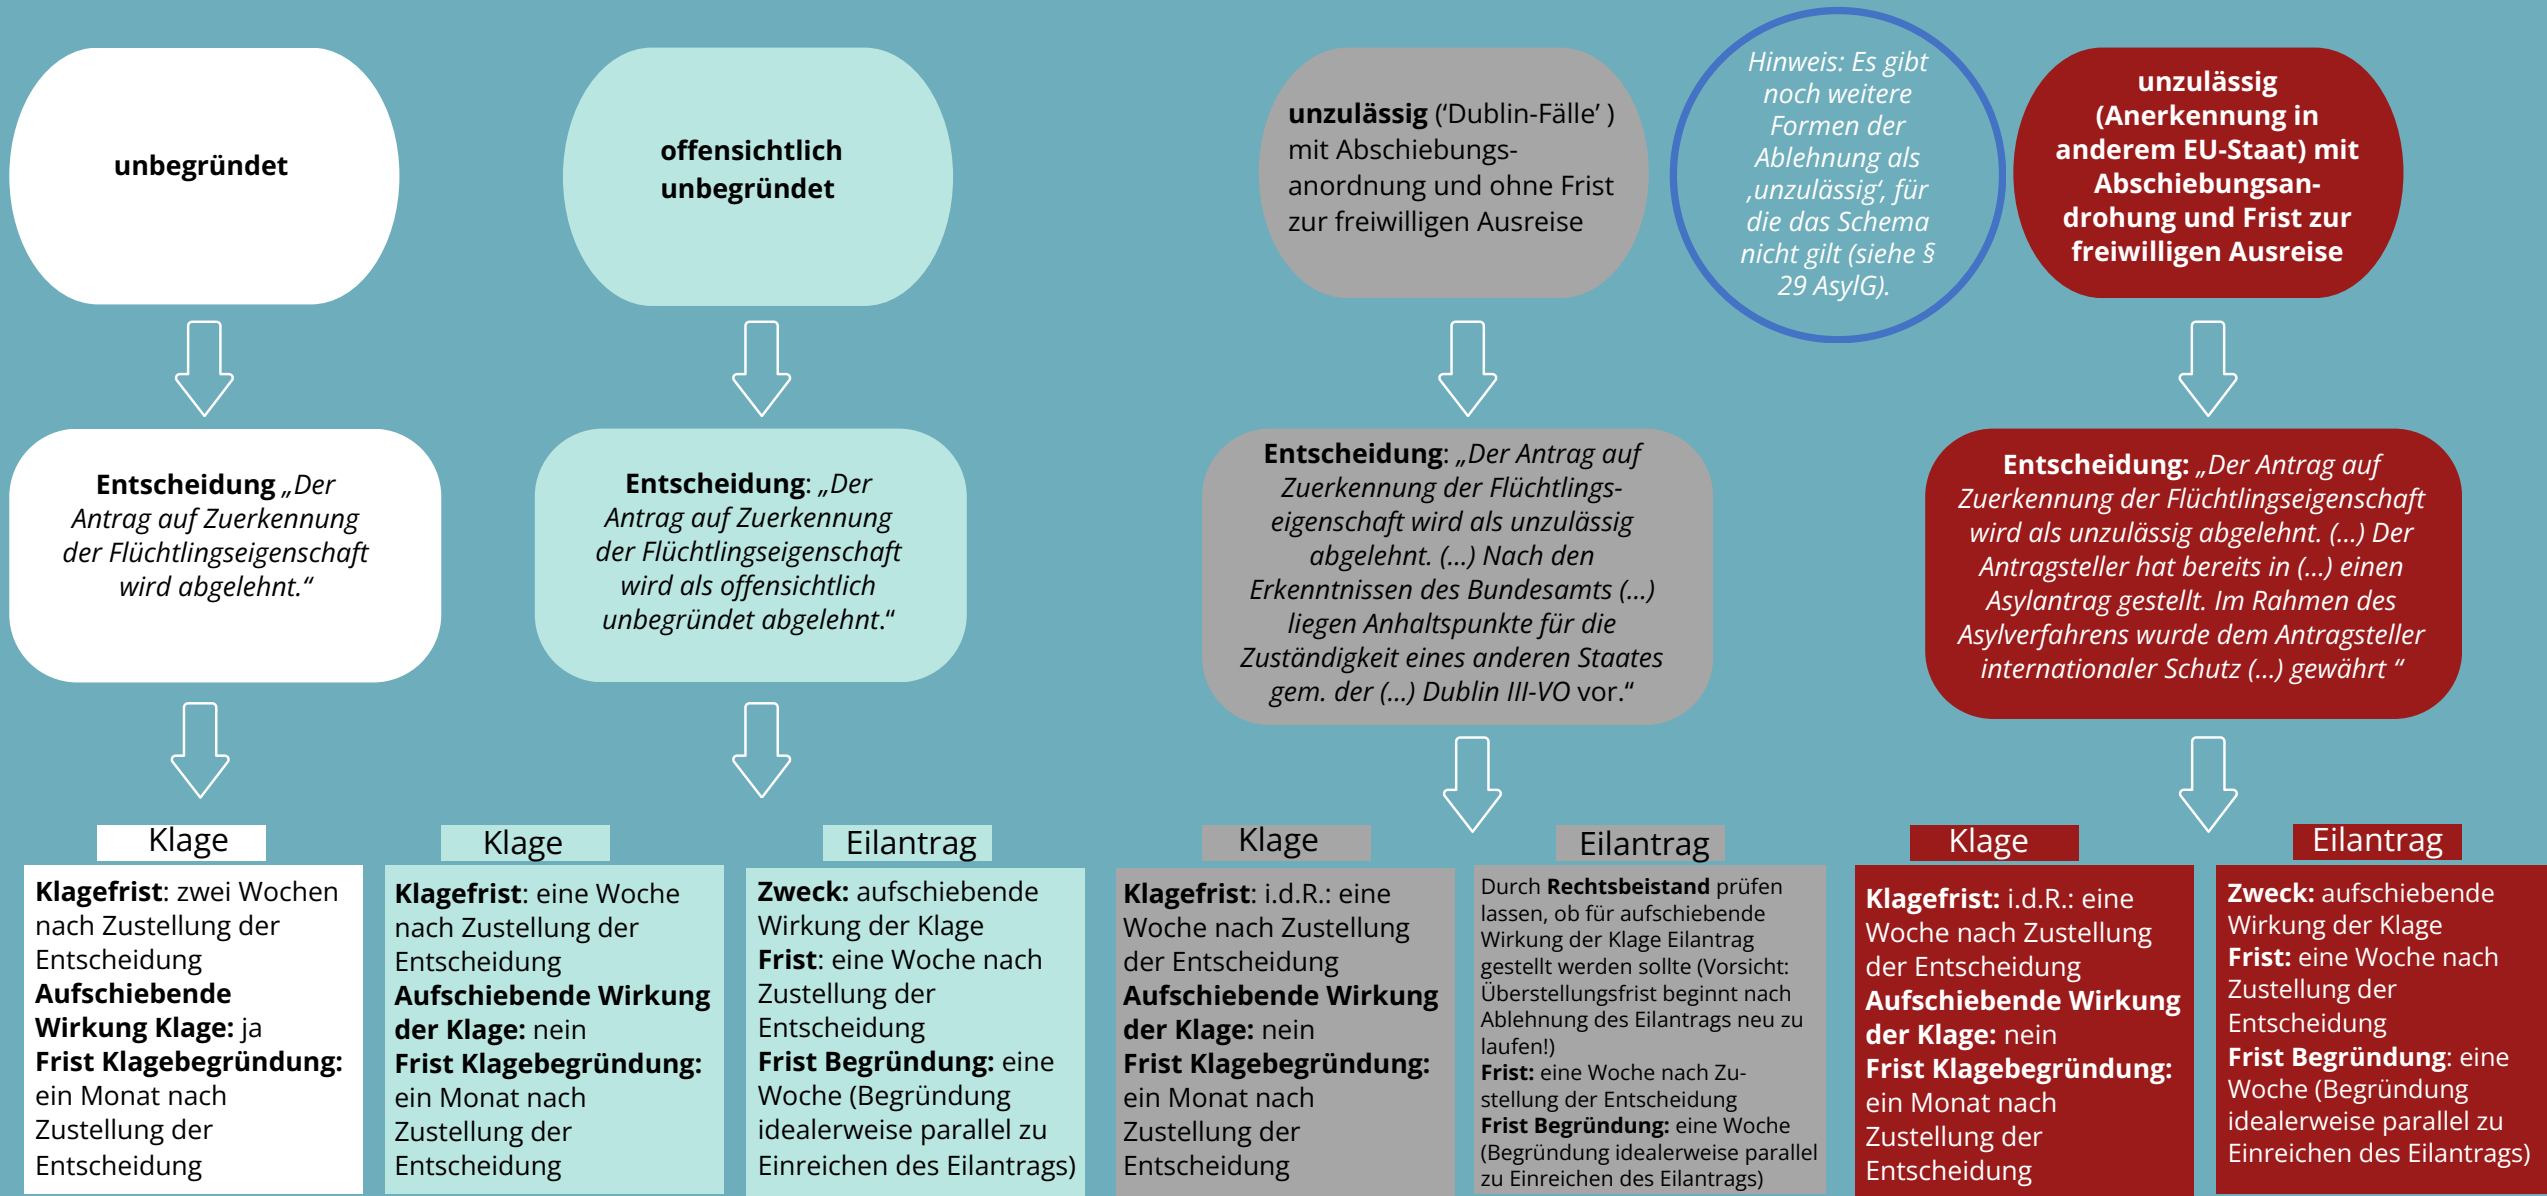 unbegründet
offensichtlich
unbegründet
unzulässig (‘Dublin-Fälle’ )
mit Abschiebungs-
anordnung und ohne Frist
zur freiwilligen Ausreise
Hinweis: Es gibt
noch weitere
Formen der
Ablehnung als
‚unzulässig‘, für
die das Schema
nicht gilt (siehe §
29 AsylG).
unzulässig
(Anerkennung in
anderem EU-Staat) mit
Abschiebungsan-
drohung und Frist zur
freiwilligen Ausreise
Entscheidung „Der
Antrag auf Zuerkennung
der Flüchtlingseigenschaft
wird abgelehnt.“
Entscheidung: „Der
Antrag auf Zuerkennung
der Flüchtlingseigenschaft
wird als offensichtlich
unbegründet abgelehnt.“
Entscheidung: „Der Antrag auf
Zuerkennung der Flüchtlings-
eigenschaft wird als unzulässig
abgelehnt. (...) Nach den
Erkenntnissen des Bundesamts (...)
liegen Anhaltspunkte für die
Zuständigkeit eines anderen Staates
gem. der (...) Dublin III-VO vor.“
Entscheidung: „Der Antrag auf
Zuerkennung der Flüchtlingseigenschaft
wird als unzulässig abgelehnt. (...) Der
Antragsteller hat bereits in (...) einen
Asylantrag gestellt. Im Rahmen des
Asylverfahrens wurde dem Antragsteller
internationaler Schutz (...) gewährt “
Klage
Klagefrist: zwei Wochen
nach Zustellung der
Entscheidung
Aufschiebende
Wirkung Klage: ja
Frist Klagebegründung:
ein Monat nach
Zustellung der
Entscheidung
Klage
Klagefrist: eine Woche
nach Zustellung der
Entscheidung
Aufschiebende Wirkung
der Klage: nein
Frist Klagebegründung:
ein Monat nach
Zustellung der
Entscheidung
Eilantrag
Zweck: aufschiebende
Wirkung der Klage
Frist: eine Woche nach
Zustellung der
Entscheidung
Frist Begründung: eine
Woche (Begründung
idealerweise parallel zu
Einreichen des Eilantrags)
Klage
Klagefrist: i.d.R.: eine
Woche nach Zustellung
der Entscheidung
Aufschiebende Wirkung
der Klage: nein
Frist Klagebegründung:
ein Monat nach
Zustellung der
Entscheidung
Eilantrag
Durch Rechtsbeistand prüfen
lassen, ob für aufschiebende
Wirkung der Klage Eilantrag
gestellt werden sollte (Vorsicht:
Überstellungsfrist beginnt nach
Ablehnung des Eilantrags neu zu
laufen!)
Frist: eine Woche nach Zu-
stellung der Entscheidung
Frist Begründung: eine Woche
(Begründung idealerweise parallel
zu Einreichen des Eilantrags)
Klage
Klagefrist: i.d.R.: eine
Woche nach Zustellung
der Entscheidung
Aufschiebende Wirkung
der Klage: nein
Frist Klagebegründung:
ein Monat nach
Zustellung der
Entscheidung
Eilantrag
Zweck: aufschiebende
Wirkung der Klage
Frist: eine Woche nach
Zustellung der
Entscheidung
Frist Begründung: eine
Woche (Begründung
idealerweise parallel zu
Einreichen des Eilantrags)